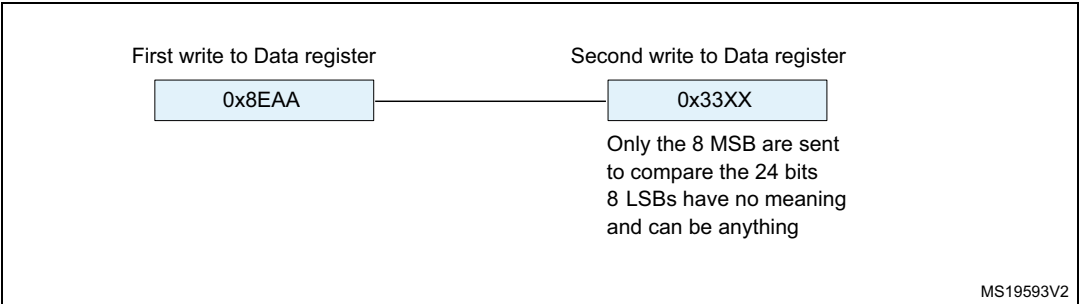 First write to Data register
Second write to Data register
0x8EAA
0x33XX
Only the 8 MSB are sent
to compare the 24 bits
8 LSBs have no meaning
and can be anything
MS19593V2